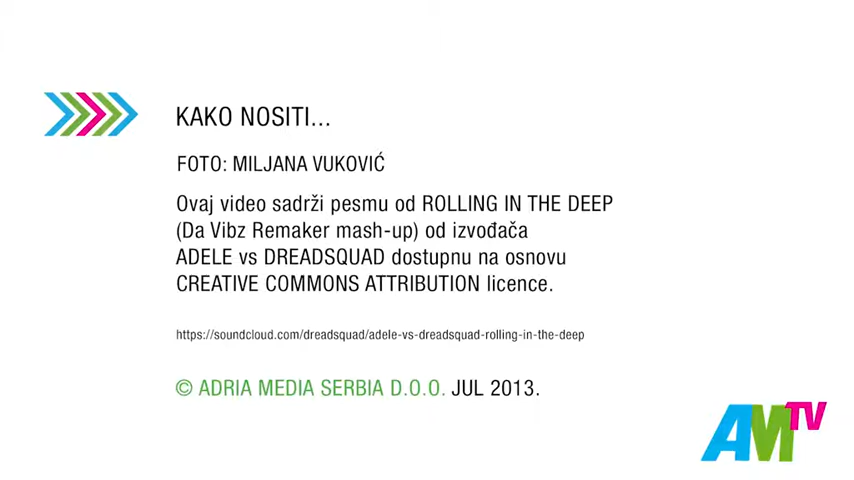 KAKO NOSITI...
FOTO: MILJANA VUKOVIĆ
Ovaj video sadrži pesmu od ROLLING IN THE DEEP
(Da Vibz Remaker mash-up) od izvođača
ADELE vs DREADSQUAD dostupnu na osnovu
CREATIVE COMMONS ATTRIBUTION licence.
https://soundcloud.com/dreadsquad/adele-vs-dreadsquad-rolling-in-the-deep
© ADRIA MEDIA SERBIA D.O.O. JUL 2013.
AMTV